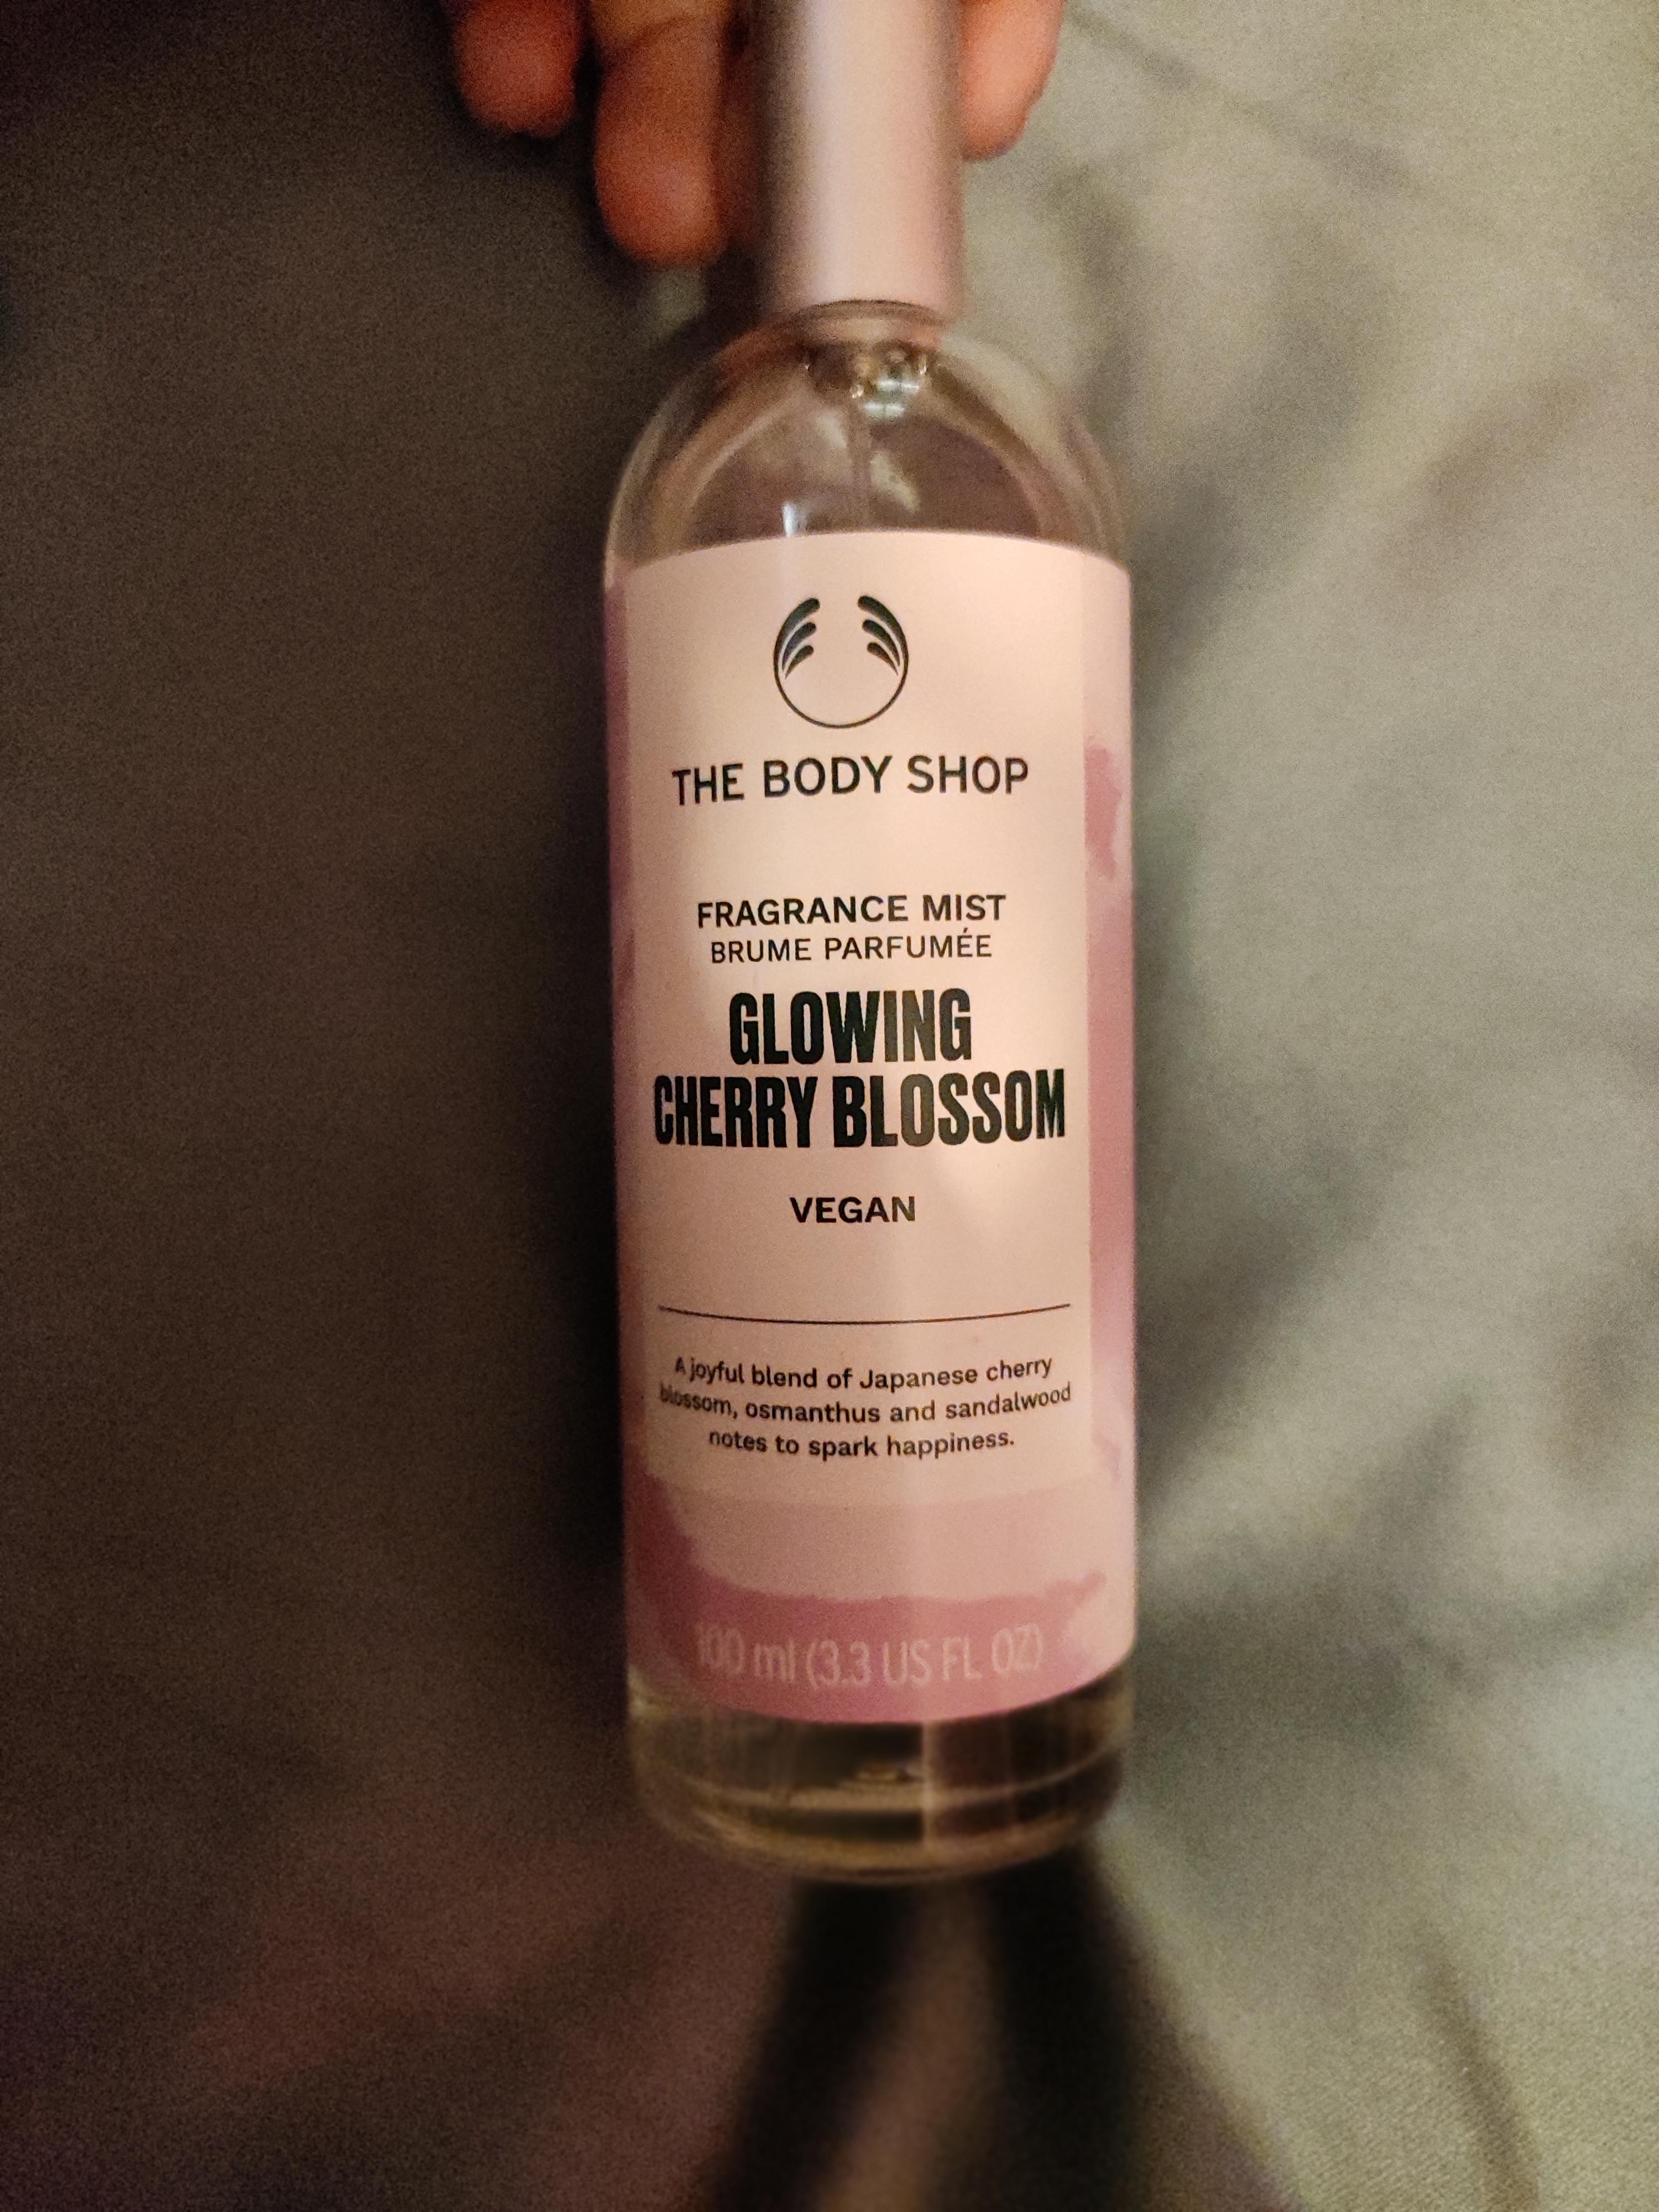 THE BODY SHOP
FRAGRANCE MIST
BRUME PARFUMÉE
GLOWING
CHERRY BLOSSOM
VEGAN
A joyful blend of Japanese cherry
blossom, osmanthus and sandalwood
notes to spark happiness.
100 ml (3.3 US FL OZ)